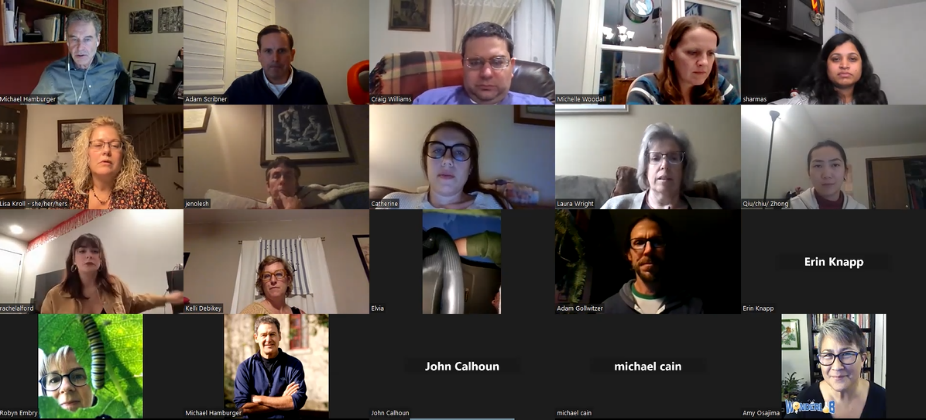 Michael Hamburger
Adam Scribner
Craig Williams
Michelle Woodall
sharmas
Lisa Kroll - she/her/hers
jenolesh
Catherine
Laura Wright
Qiu/chiu/ Zhong
rachelalford
Kelli Debikey
Elvia
Adam Gollwitzer
Erin Knapp
Erin Knapp
Robyn Embry
Michael Hamburger
John Calhoun
John Calhoun
michael cain
michael cain
WONDERLAB
Amy Osajima